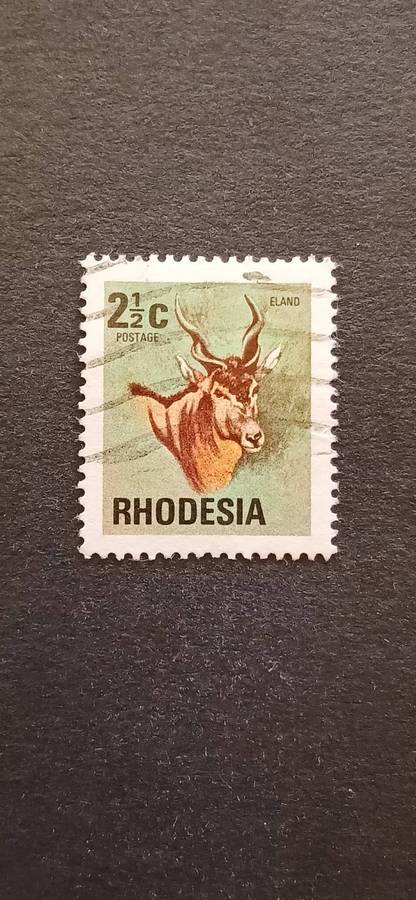 2½c
ELAND
POSTAGE
RHODESIA